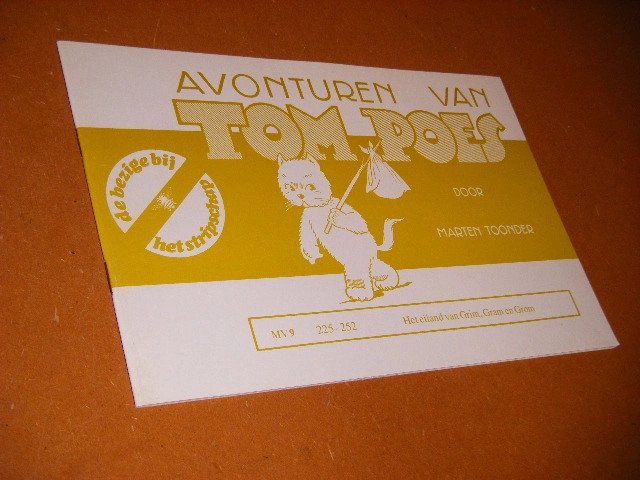 AVONTUREN VAN
TOM POES
DOOR
MARTEN TOONDER
de bezige bij
het stripschap
MV 9 225 - 252 Het eiland van Grim, Gram en Grom